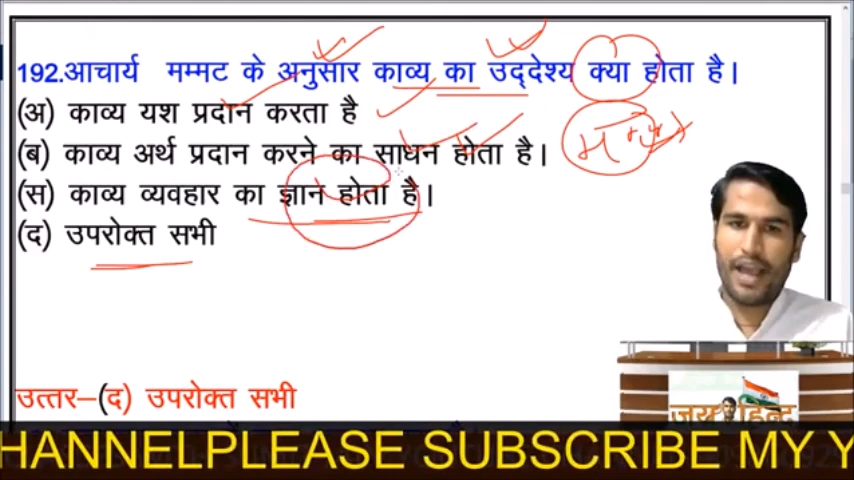 192.आचार्य मम्मट के अनुसार काव्य का उद्देश्य क्या होता है।
(अ) काव्य यश प्रदान करता है
(ब) काव्य अर्थ प्रदान करने का साधन होता है।
(स) काव्य व्यवहार का ज्ञान होता है।
(द) उपरोक्त सभी
उत्तर–(द) उपरोक्त सभी
जय हिन्द
HANNELPLEASE SUBSCRIBE MY Y